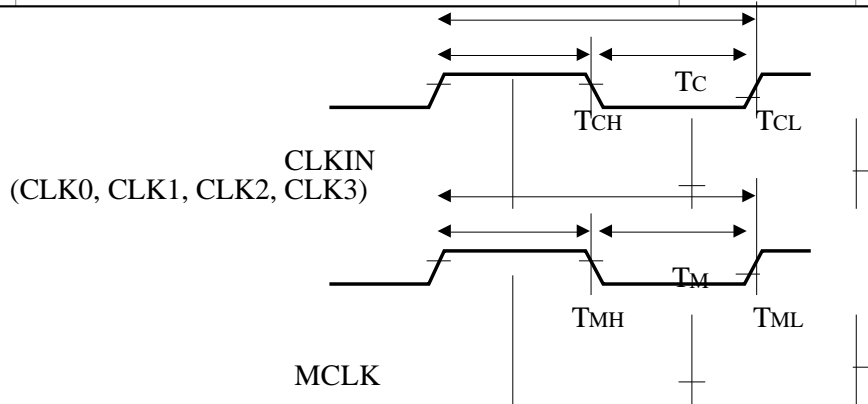 TC
TCH TCL
CLKIN
(CLK0, CLK1, CLK2, CLK3)
TM
TMH TML
MCLK